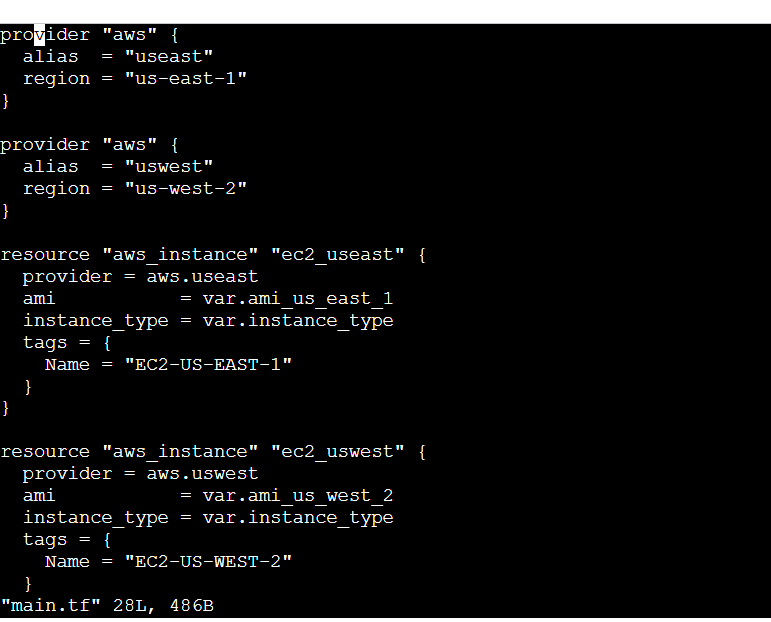 provider "aws" {
  alias  = "useast"
  region = "us-east-1"
}

provider "aws" {
  alias  = "uswest"
  region = "us-west-2"
}

resource "aws_instance" "ec2_useast" {
  provider = aws.useast
  ami           = var.ami_us_east_1
  instance_type = var.instance_type
  tags = {
    Name = "EC2-US-EAST-1"
  }
}

resource "aws_instance" "ec2_uswest" {
  provider = aws.uswest
  ami           = var.ami_us_west_2
  instance_type = var.instance_type
  tags = {
    Name = "EC2-US-WEST-2"
  }
"main.tf" 28L, 486B